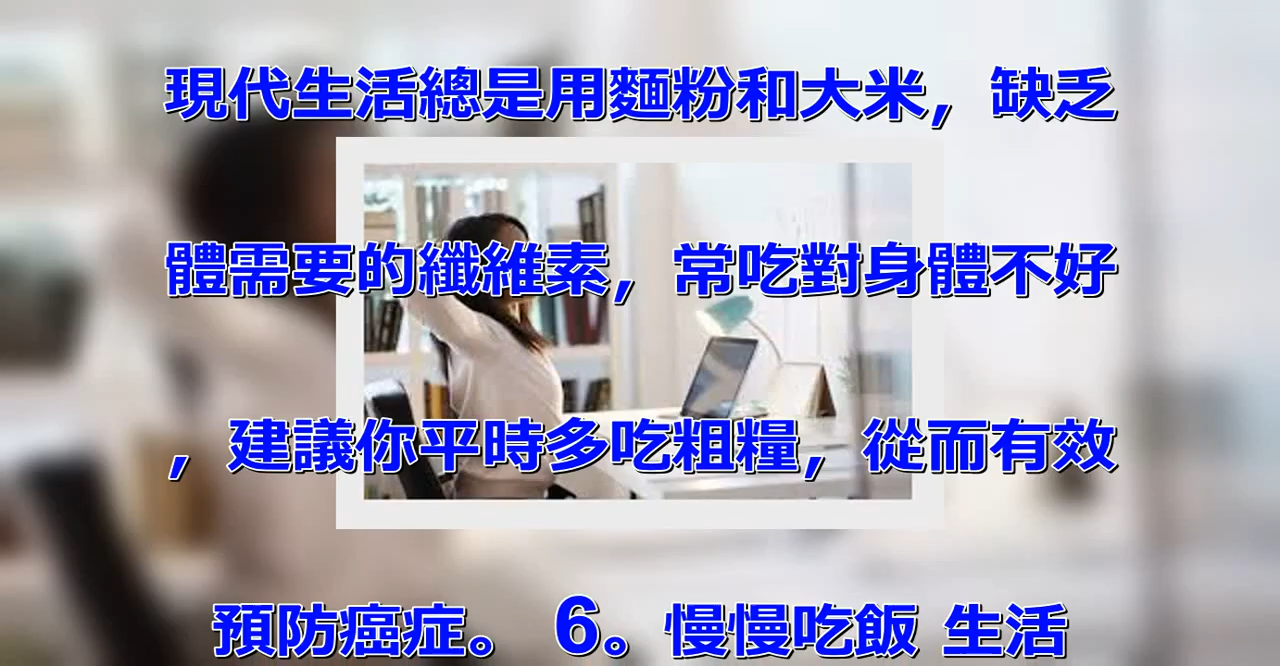 現代生活總是用麵粉和大米，缺乏
體需要的纖維素，常吃對身體不好
，建議你平時多吃粗糧，從而有效
預防癌症。 6。慢慢吃飯 生活